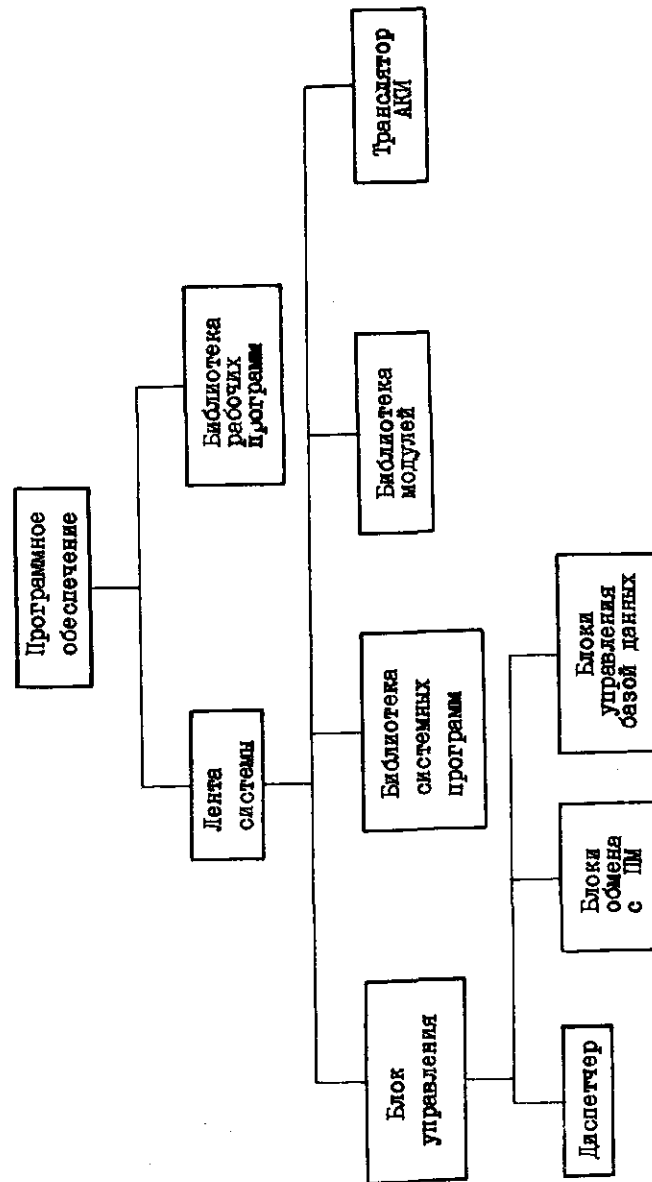 Программное
обеспечение
Лента
системы
Библиотека
рабочих
программ
Блок
управления
Библиотека
системных
программ
Библиотека
модулей
Транслятор
АКИ
Диспетчер
Блоки
обмена
с ПМ
Блоки
управления
базой данных